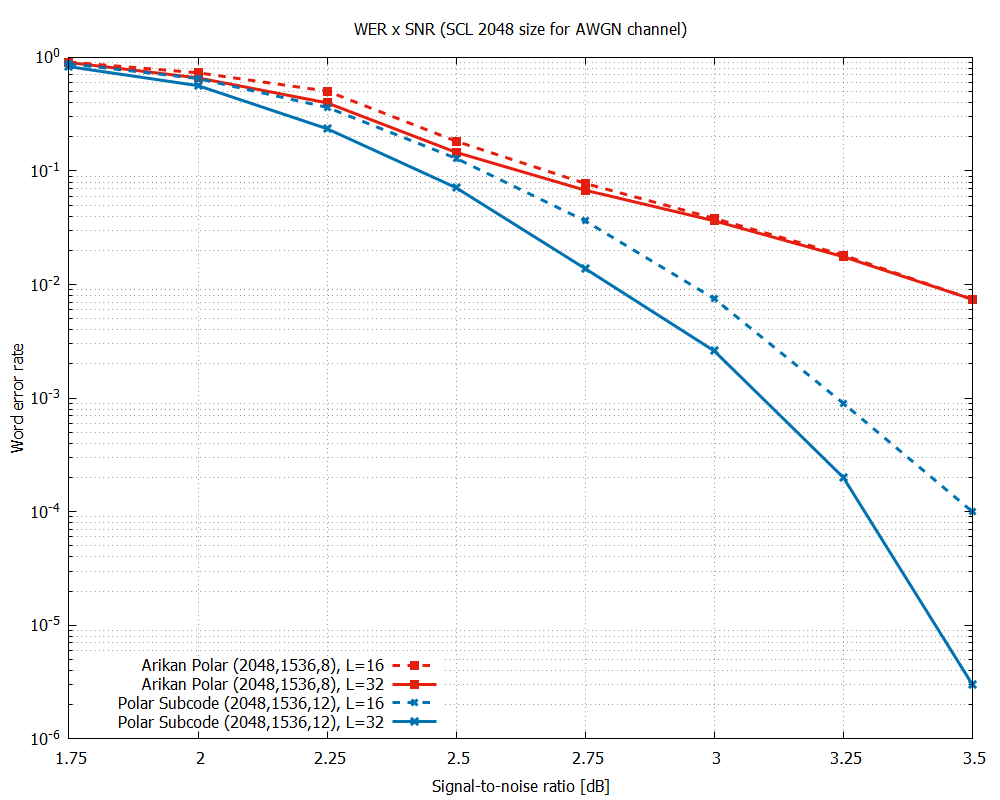 WER x SNR (SCL 2048 size for AWGN channel)
10^0
10^-1
10^-2
10^-3
10^-4
10^-5
10^-6
Word error rate
Arikan Polar (2048,1536,8), L=16
Arikan Polar (2048,1536,8), L=32
Polar Subcode (2048,1536,12), L=16
Polar Subcode (2048,1536,12), L=32
1.75 2 2.25 2.5 2.75 3 3.25 3.5
Signal-to-noise ratio [dB]